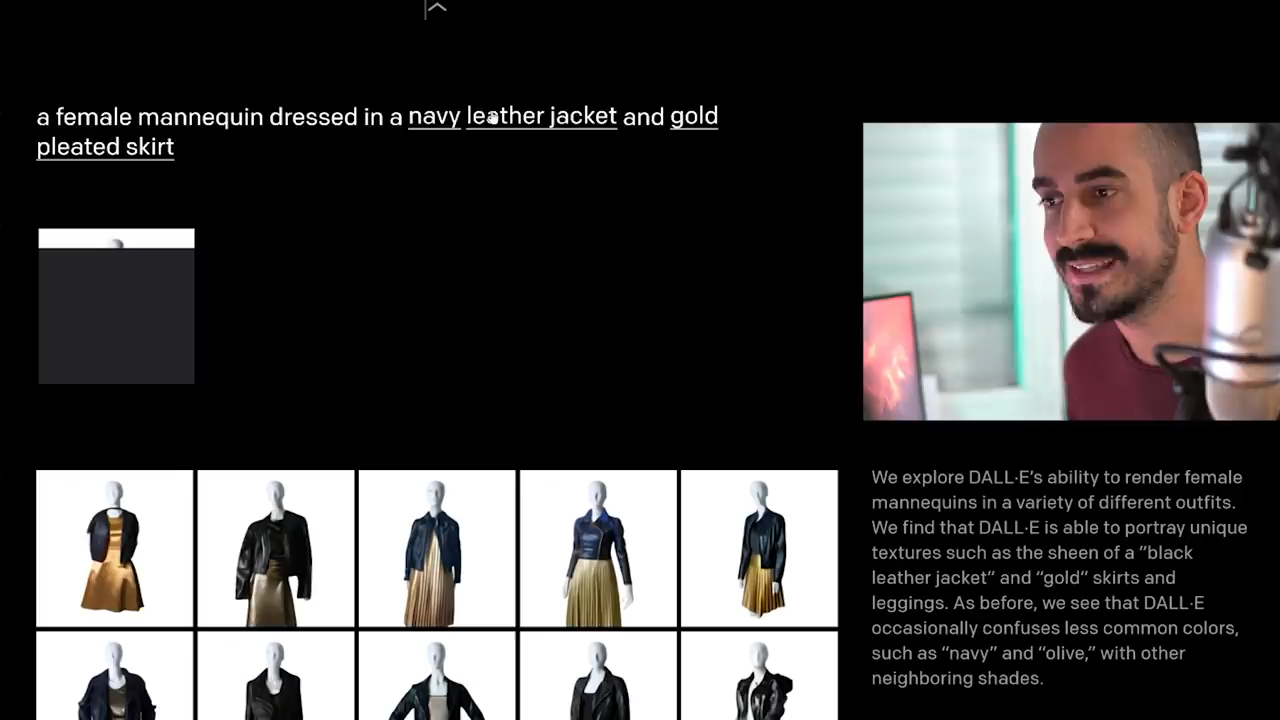 a female mannequin dressed in a navy leather jacket and gold
pleated skirt
We explore DALL·E's ability to render female
mannequins in a variety of different outfits.
We find that DALL·E is able to portray unique
textures such as the sheen of a "black
leather jacket" and "gold" skirts and
leggings. As before, we see that DALL·E
occasionally confuses less common colors,
such as "navy" and "olive," with other
neighboring shades.